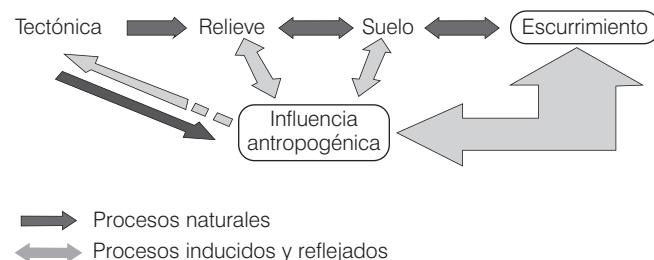 Tectónica
Relieve
Suelo
Escurrimiento
Influencia
antropogénica
Procesos naturales
Procesos inducidos y reflejados